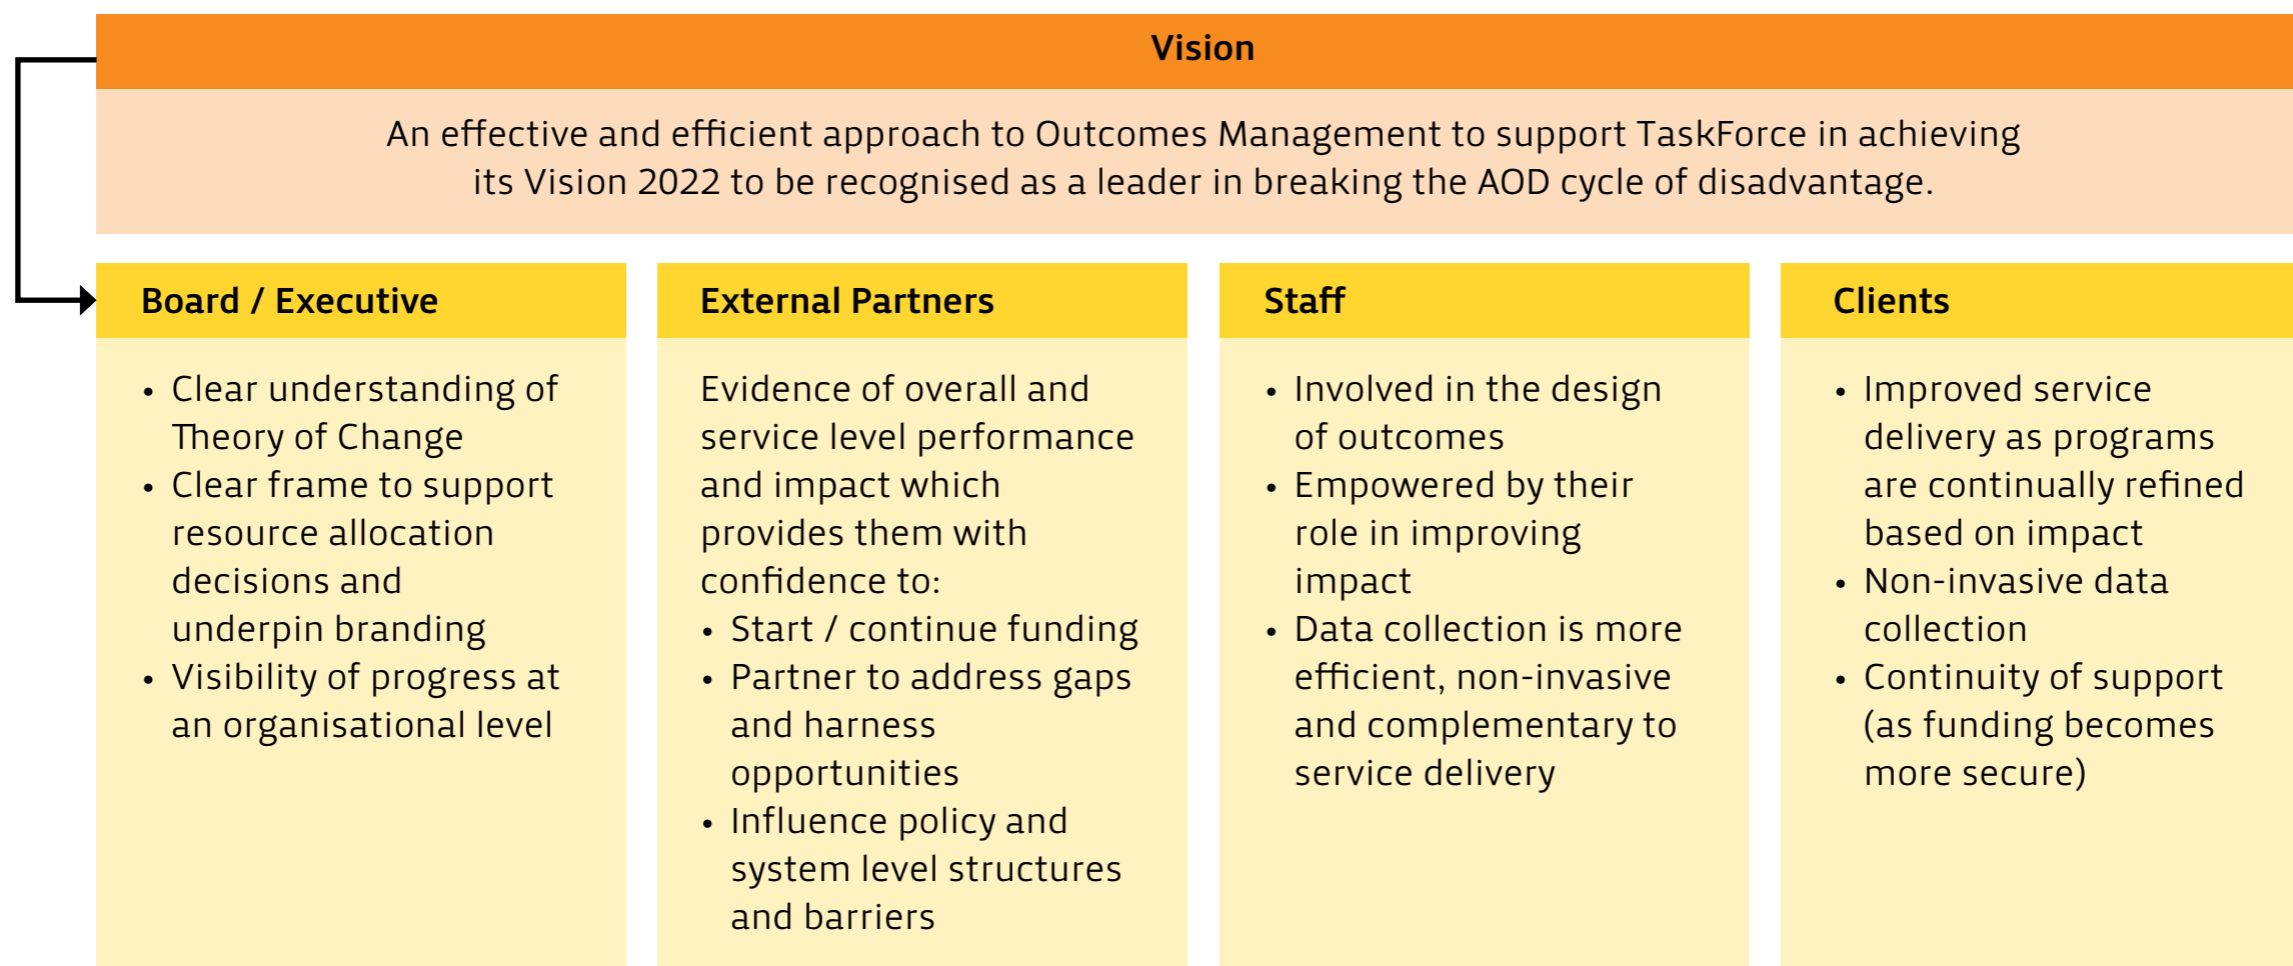 Vision
An effective and efficient approach to Outcomes Management to support TaskForce in achieving
its Vision 2022 to be recognised as a leader in breaking the AOD cycle of disadvantage.
Board / Executive
• Clear understanding of
Theory of Change
• Clear frame to support
resource allocation
decisions and
underpin branding
• Visibility of progress at
an organisational level
External Partners
Evidence of overall and
service level performance
and impact which
provides them with
confidence to:
• Start / continue funding
• Partner to address gaps
and harness
opportunities
• Influence policy and
system level structures
and barriers
Staff
• Involved in the design
of outcomes
• Empowered by their
role in improving
impact
• Data collection is more
efficient, non-invasive
and complementary to
service delivery
Clients
• Improved service
delivery as programs
are continually refined
based on impact
• Non-invasive data
collection
• Continuity of support
(as funding becomes
more secure)